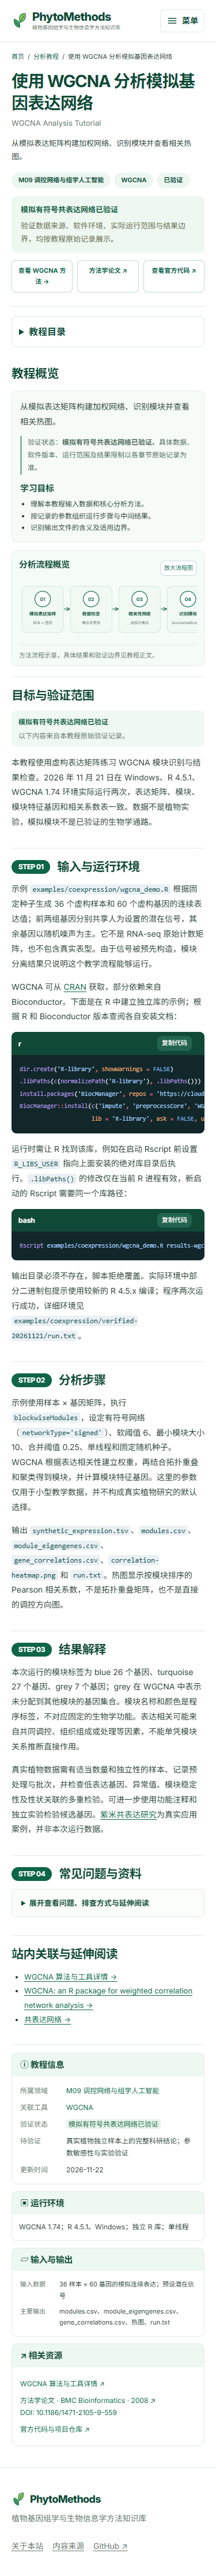 PhytoMethods
植物基因组学与生物信息学方法知识库
菜单
首页 / 分析教程 / 使用 WGCNA 分析模拟基因表达网络
使用 WGCNA 分析模拟基
因表达网络
WGCNA Analysis Tutorial
从模拟表达矩阵构建加权网络、识别模块并查看相关热
图。
M09 调控网络与组学人工智能
WGCNA
已验证
模拟有符号共表达网络已验证
验证数据来源、软件环境、实际运行范围与结果边
界，均按教程原始记录展示。
查看 WGCNA 方
法 →
方法学论文 ↗
查看官方代码 ↗
▶ 教程目录
教程概览
从模拟表达矩阵构建加权网络、识别模块并查看相
关热图。
验证状态：模拟有符号共表达网络已验证。具体数据、
软件版本、运行范围及结果限制以各章节原始记录为
准。
学习目标
• 理解本教程输入数据和核心分析方法。
• 按记录的参数组织运行步骤与中间结果。
• 识别输出文件的含义及适用边界。
分析流程概览
放大流程图
01
02
03
04
模拟表达矩阵
数据检查
相关性网络
识别模块
方法流程示意，具体结果和验证边界见教程正文。
目标与验证范围
模拟有符号共表达网络已验证
以下内容来自本教程原始验证记录。
本教程使用虚构表达矩阵练习 WGCNA 模块识别与结
果检查。2026 年 11 月 21 日在 Windows、R 4.5.1、
WGCNA 1.74 环境实际运行两次，表达矩阵、模块、
模块特征基因和相关系数表一致。数据不是植物实
验，模拟模块不是已验证的生物学通路。
STEP 01 输入与运行环境
示例 examples/coexpression/wgcna_demo.R 根据固
定种子生成 36 个虚构样本和 60 个虚构基因的连续表
达值；前两组基因分别共享人为设置的潜在信号，其
余基因以随机噪声为主。它不是 RNA-seq 原始计数矩
阵，也不包含真实表型。由于信号被预先构造，模块
分离结果只说明这个教学流程能够运行。
WGCNA 可从 CRAN 获取，部分依赖来自
Bioconductor。下面是在 R 中建立独立库的示例；根
据 R 和 Bioconductor 版本查阅各自安装文档：
r
复制代码
dir.create('R-library', showWarnings = FALSE)
.libPaths(c(normalizePath('R-library'), .libPaths()))
install.packages('BiocManager', repos = 'https://cloud
BiocManager::install(c('impute', 'preprocesscore', 'WG
lib = 'R-library', ask = FALSE, u
运行时需让 R 找到该库，例如在启动 Rscript 前设置
R_LIBS_USER 指向上面安装的绝对库目录后执
行。.libPaths() 的修改仅在当前 R 进程有效，新启
动的 Rscript 需要同一个库路径：
bash
复制代码
Rscript examples/coexpression/wgcna_demo.R results-wgc
输出目录必须不存在，脚本拒绝覆盖。实际环境中部
分二进制包提示使用较新的 R 4.5.x 编译；程序两次运
行成功，详细环境见
examples/coexpression/verified-
20261121/run.txt。
STEP 02 分析步骤
示例使用样本 × 基因矩阵，执行
blockwiseModules，设定有符号网络
（networkType='signed'）、软阈值 6、最小模块大小
10、合并阈值 0.25、单线程和固定随机种子。
WGCNA 根据表达相关性建立权重，再结合拓扑重叠
和聚类得到模块，并计算模块特征基因。这里的参数
仅用于小型教学数据，并不构成真实植物研究的默认
选择。
输出 synthetic_expression.tsv、modules.csv、
module_eigengenes.csv、
gene_correlations.csv、correlation-
heatmap.png 和 run.txt。热图显示按模块排序的
Pearson 相关系数，不是拓扑重叠矩阵，也不是直接
的调控方向图。
STEP 03 结果解释
本次运行的模块标签为 blue 26 个基因、turquoise
27 个基因、grey 7 个基因；grey 在 WGCNA 中表示
未分配到其他模块的基因集合。模块名称和颜色是程
序标签，不对应固定的生物学功能。表达相关可能来
自共同调控、组织组成或处理等因素，不能单凭模块
关系推断直接作用。
真实植物数据需有适当数量和独立性的样本、记录预
处理与批次，并检查低表达基因、异常值、模块稳定
性及性状关联的多重检验。可进一步使用功能注释和
独立实验检验候选基因。紫米共表达研究为真实应用
案例，并非本次运行数据。
STEP 04 常见问题与资料
▶ 展开查看问题、排查方式与延伸阅读
站内关联与延伸阅读
• WGCNA 算法与工具详情 →
• WGCNA: an R package for weighted correlation
network analysis →
• 共表达网络 →
教程信息
所属领域 M09 调控网络与组学人工智能
关联工具 WGCNA
验证状态 模拟有符号共表达网络已验证
待验证 真实植物独立样本上的完整科研结论；参
数敏感性与实验验证
更新时间 2026-11-22
运行环境
WGCNA 1.74；R 4.5.1，Windows；独立 R 库；单线程
输入与输出
输入数据 36 样本 × 60 基因的模拟连续表达；预设潜在信
号
主要输出 modules.csv、module_eigengenes.csv、
gene_correlations.csv、热图、run.txt
↗ 相关资源
WGCNA 算法与工具详情 ↗
方法学论文 · BMC Bioinformatics · 2008 ↗
DOI: 10.1186/1471-2105-9-559
官方代码与项目仓库 ↗
PhytoMethods
植物基因组学与生物信息学方法知识库
关于本站 内容来源 GitHub ↗